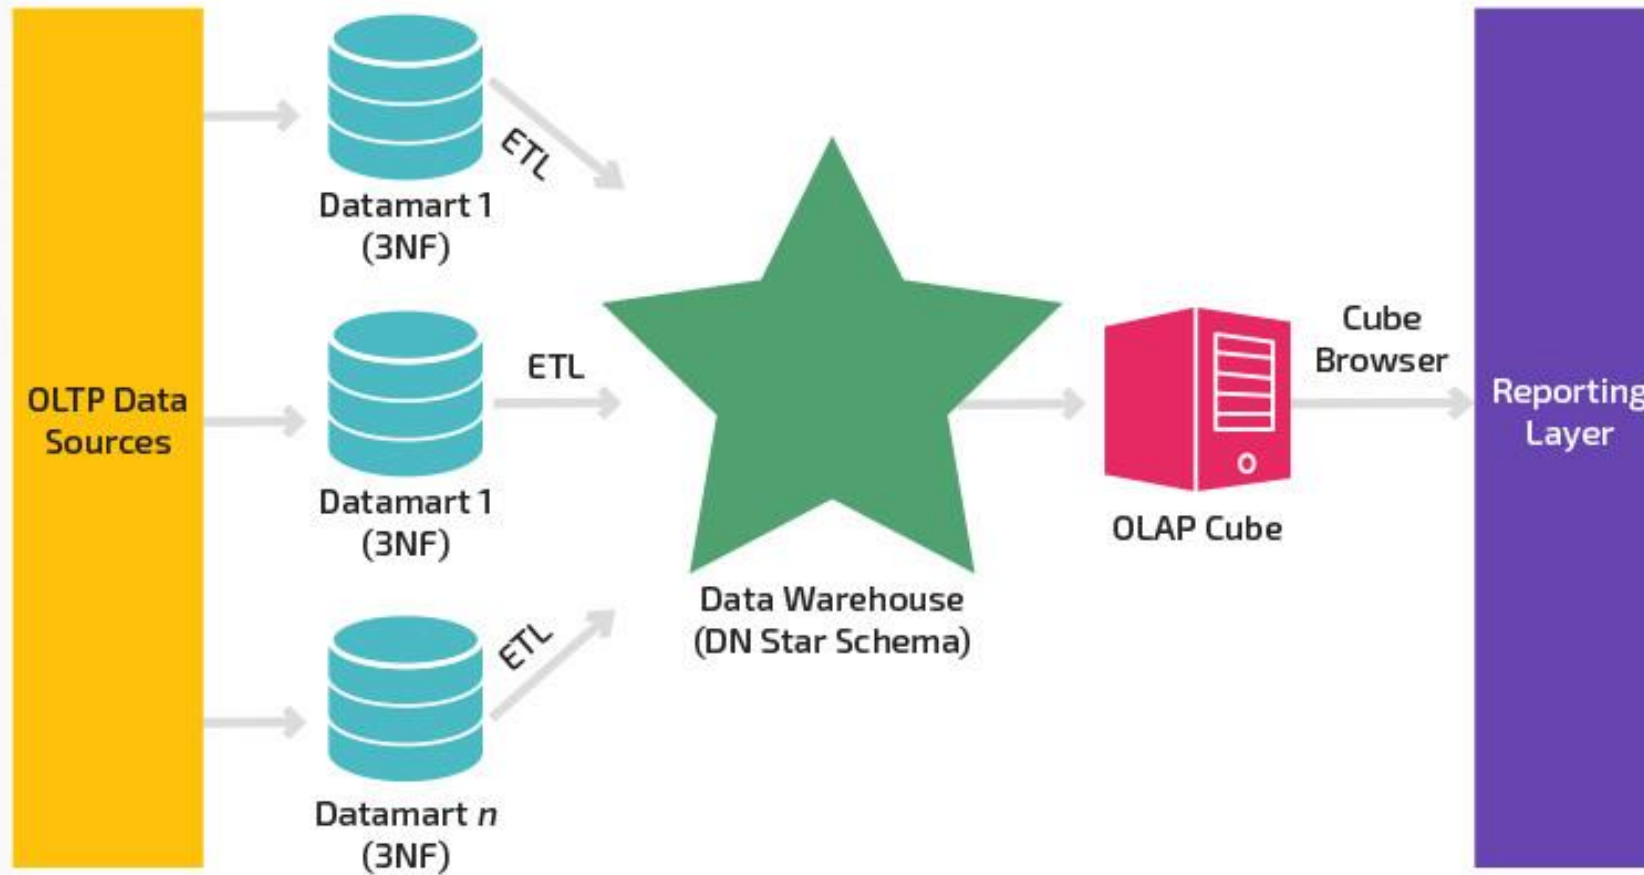 OLTP Data
Sources
Datamart 1
(3NF)
ETL
Datamart 1
(3NF)
ETL
Datamart n
(3NF)
ETL
Data Warehouse
(DN Star Schema)
OLAP Cube
Cube
Browser
Reporting
Layer